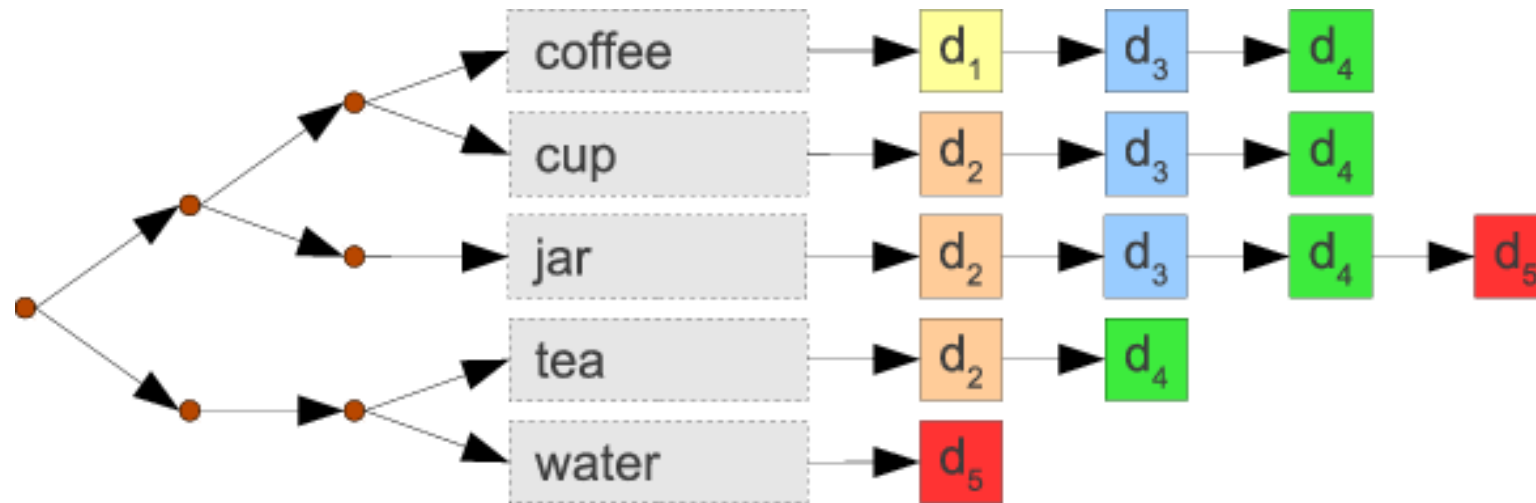 coffee d1 d3 d4
cup d2 d3 d4
jar d2 d3 d4 d5
tea d2 d4
water d5